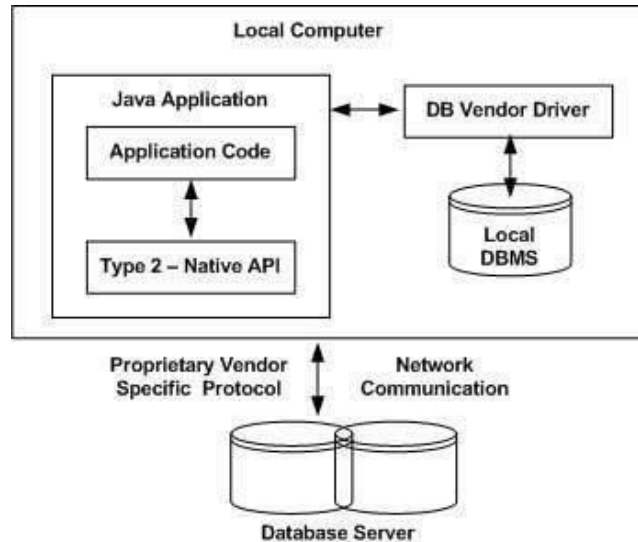 Local Computer
Java Application
Application Code
Type 2 – Native API
DB Vendor Driver
Local
DBMS
Proprietary Vendor
Specific Protocol
Network
Communication
Database Server